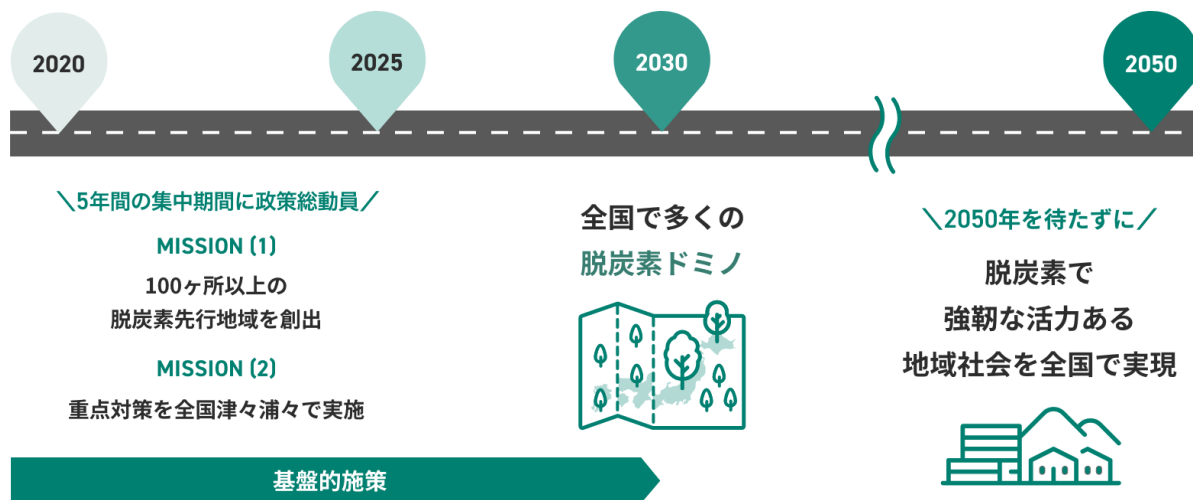 2020
2025
2030
2050
\5年間の集中期間に政策総動員/
MISSION (1)
100ヶ所以上の
脱炭素先行地域を創出
MISSION (2)
重点対策を全国津々浦々で実施
基盤的施策
全国で多くの
脱炭素ドミノ
\2050年を待たずに/
脱炭素で
強靭な活力ある
地域社会を全国で実現